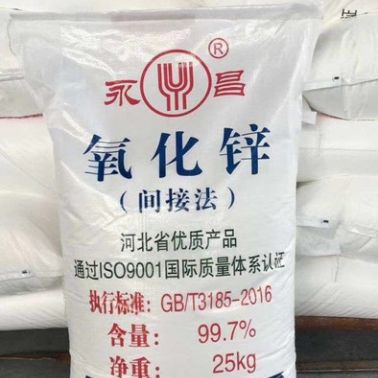 永 昌 ®
氧化锌
(间接法)
河北省优质产品
通过ISO9001国际质量体系认证
执行标准: GB/T3185-2016
含量: 99.7%
净重: 25kg